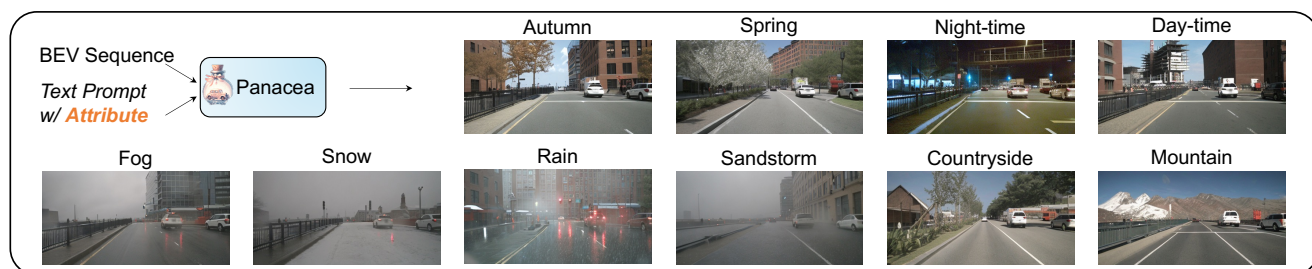 Autumn
Spring
Night-time
Day-time
BEV Sequence
Text Prompt
w/ Attribute
Panacea
Fog
Snow
Rain
Sandstorm
Countryside
Mountain